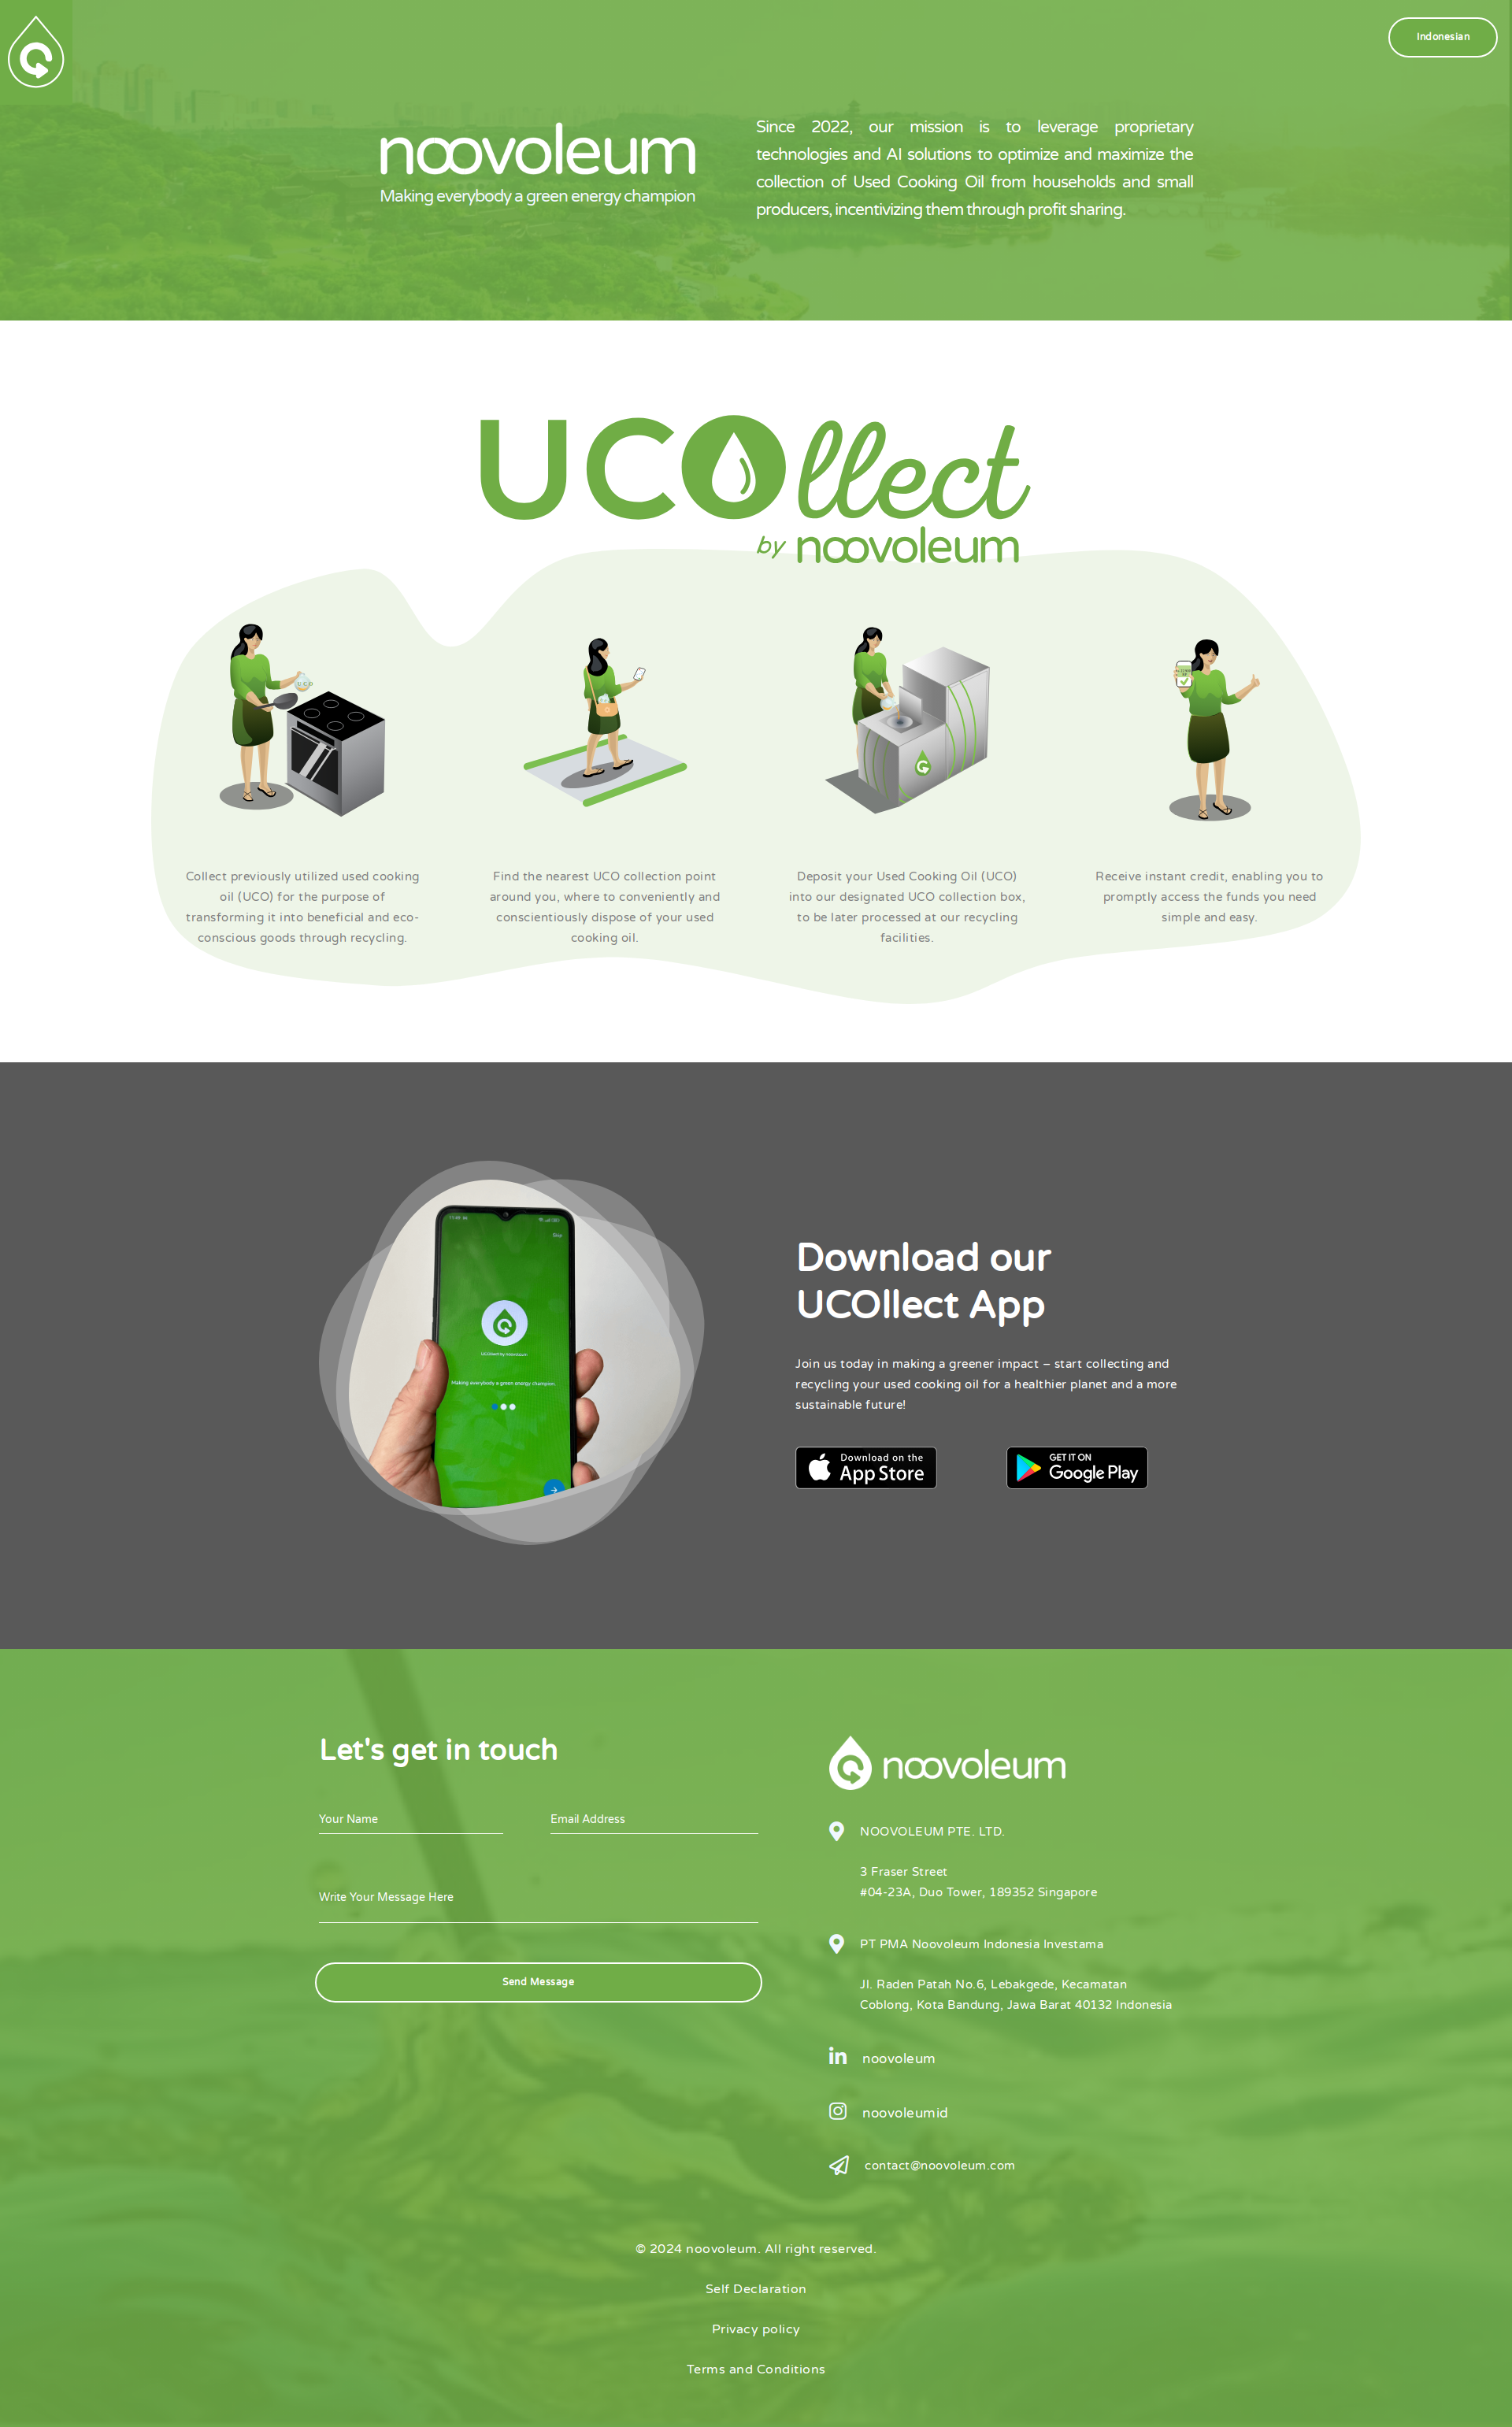 Indonesian
noovoleum
Making everybody a green energy champion
Since 2022, our mission is to leverage proprietary
technologies and AI solutions to optimize and maximize the
collection of Used Cooking Oil from households and small
producers, incentivizing them through profit sharing.
UCOllect
by noovoleum
UCO
Collect previously utilized used cooking
oil (UCO) for the purpose of
transforming it into beneficial and eco-
conscious goods through recycling.
Find the nearest UCO collection point
around you, where to conveniently and
conscientiously dispose of your used
cooking oil.
Deposit your Used Cooking Oil (UCO)
into our designated UCO collection box,
to be later processed at our recycling
facilities.
Receive instant credit, enabling you to
promptly access the funds you need
simple and easy.
Skip
UCOllect by noovoleum
Making everybody a green energy champion.
Download our
UCOllect App
Join us today in making a greener impact – start collecting and
recycling your used cooking oil for a healthier planet and a more
sustainable future!
Download on the
App Store
GET IT ON
Google Play
Let's get in touch
Your Name
Email Address
Write Your Message Here
Send Message
noovoleum
NOOVOLEUM PTE. LTD.
3 Fraser Street
#04-23A, Duo Tower, 189352 Singapore
PT PMA Noovoleum Indonesia Investama
Jl. Raden Patah No.6, Lebakgede, Kecamatan
Coblong, Kota Bandung, Jawa Barat 40132 Indonesia
in noovoleum
noovoleumid
contact@noovoleum.com
© 2024 noovoleum. All right reserved.
Self Declaration
Privacy policy
Terms and Conditions